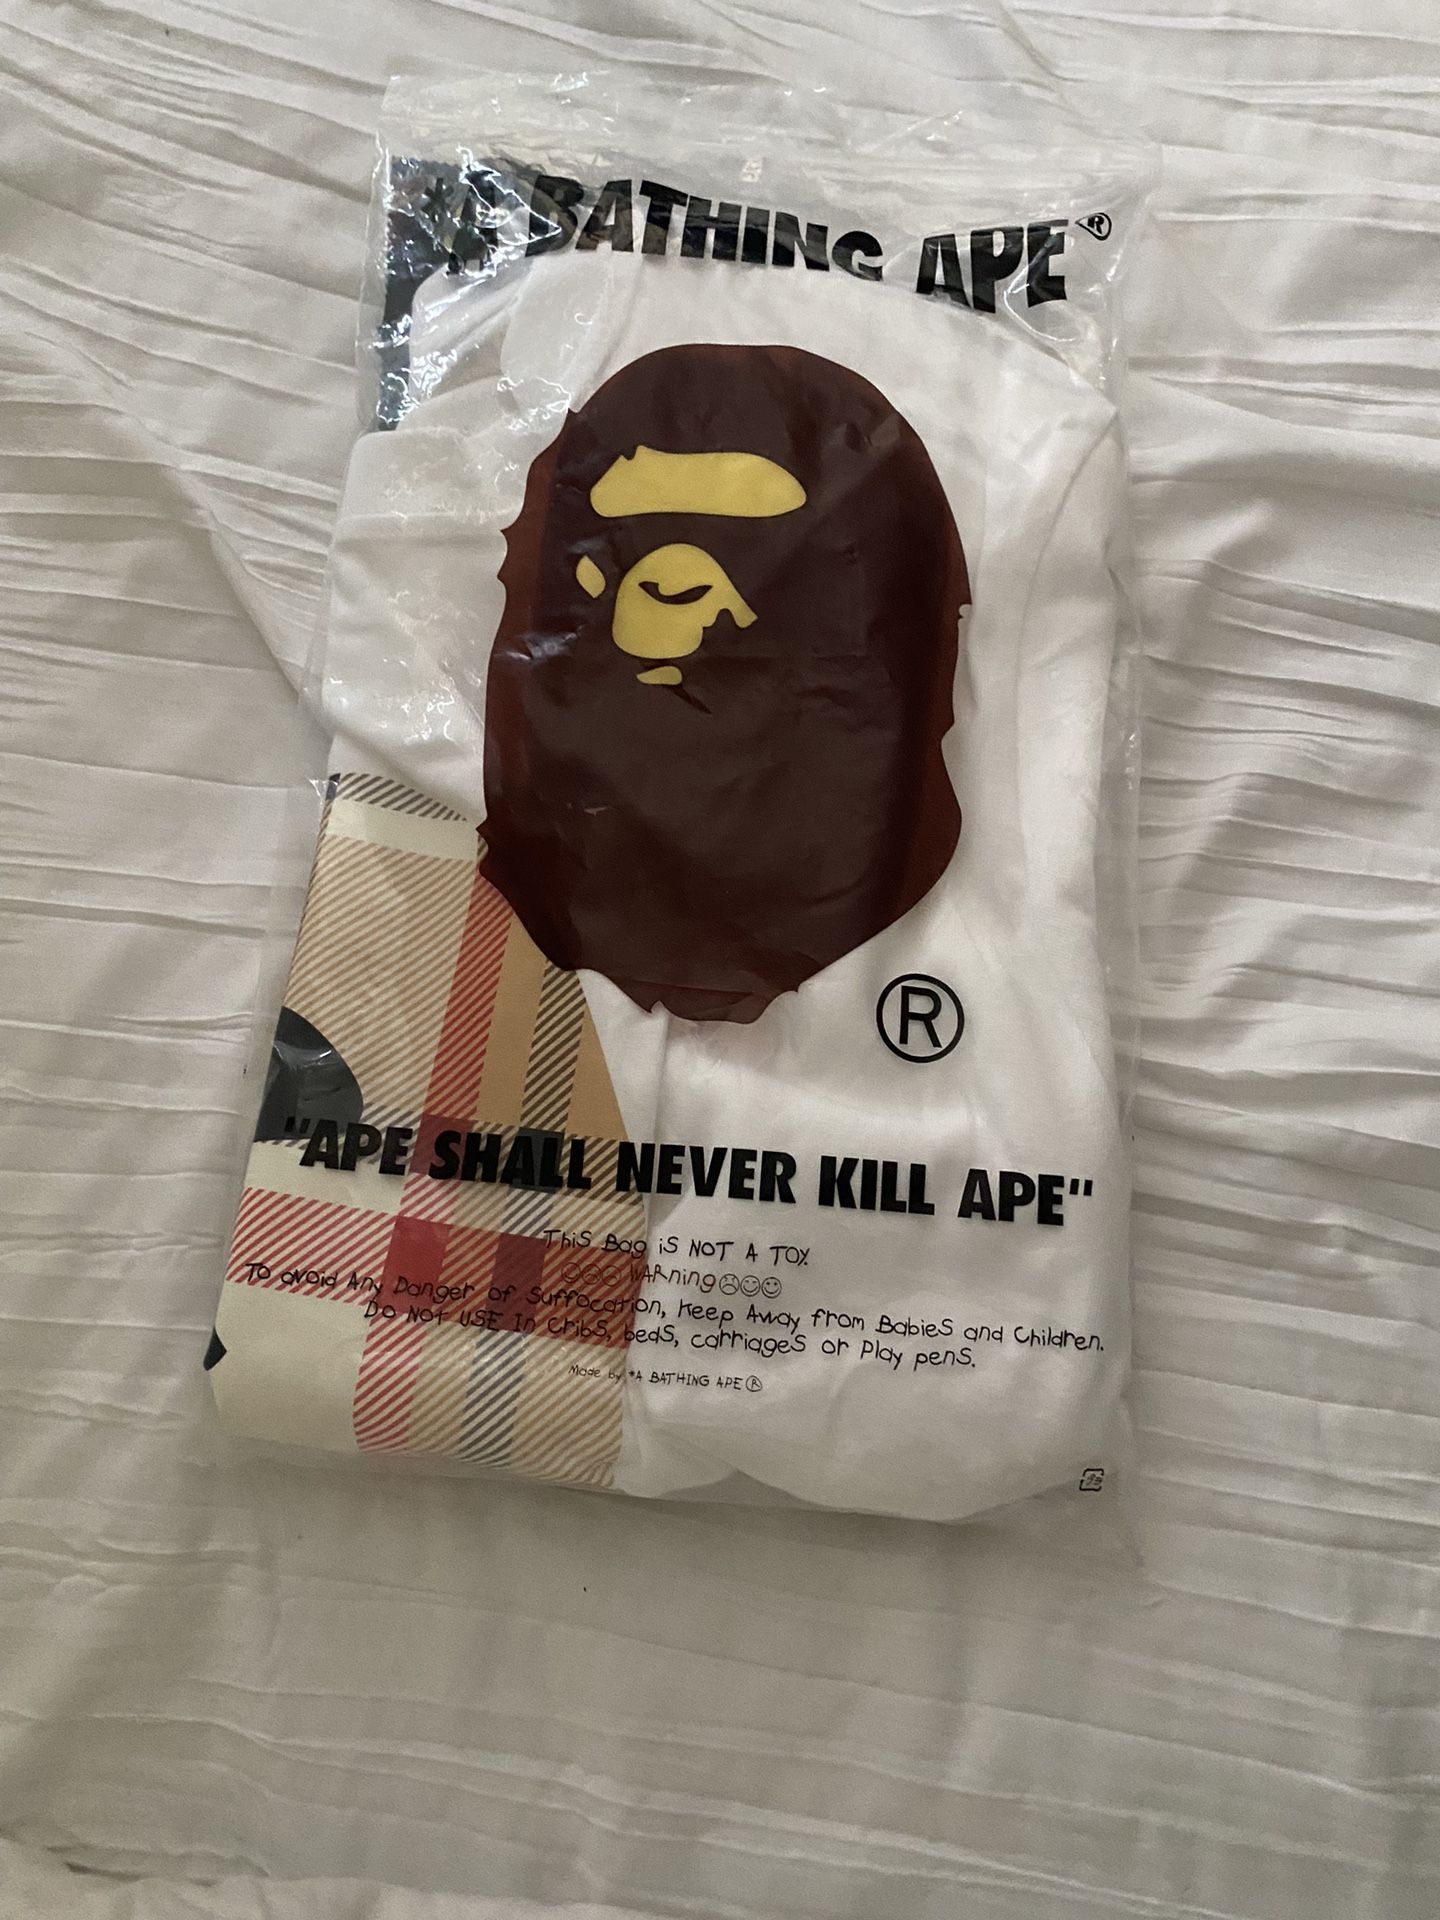 *A BATHING APE®
®
"APE SHALL NEVER KILL APE"
This Bag is NOT A TOY.
☹☹☹ WARning ☹☺☺
To avoid Any Danger of Suffocation, Keep Away from Babies and Children.
Do NOT USE In Cribs, beds, carriages or Play pens.
Made by *A BATHING APE®
プラ